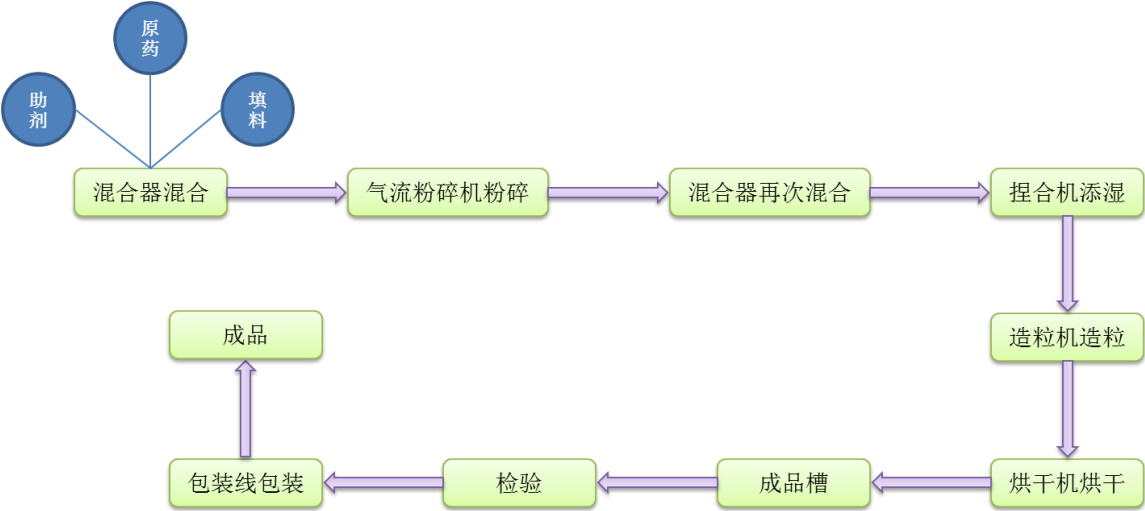 原
药
助
剂
填
料
混合器混合
气流粉碎机粉碎
混合器再次混合
捏合机添湿
造粒机造粒
烘干机烘干
成品槽
检验
包装线包装
成品